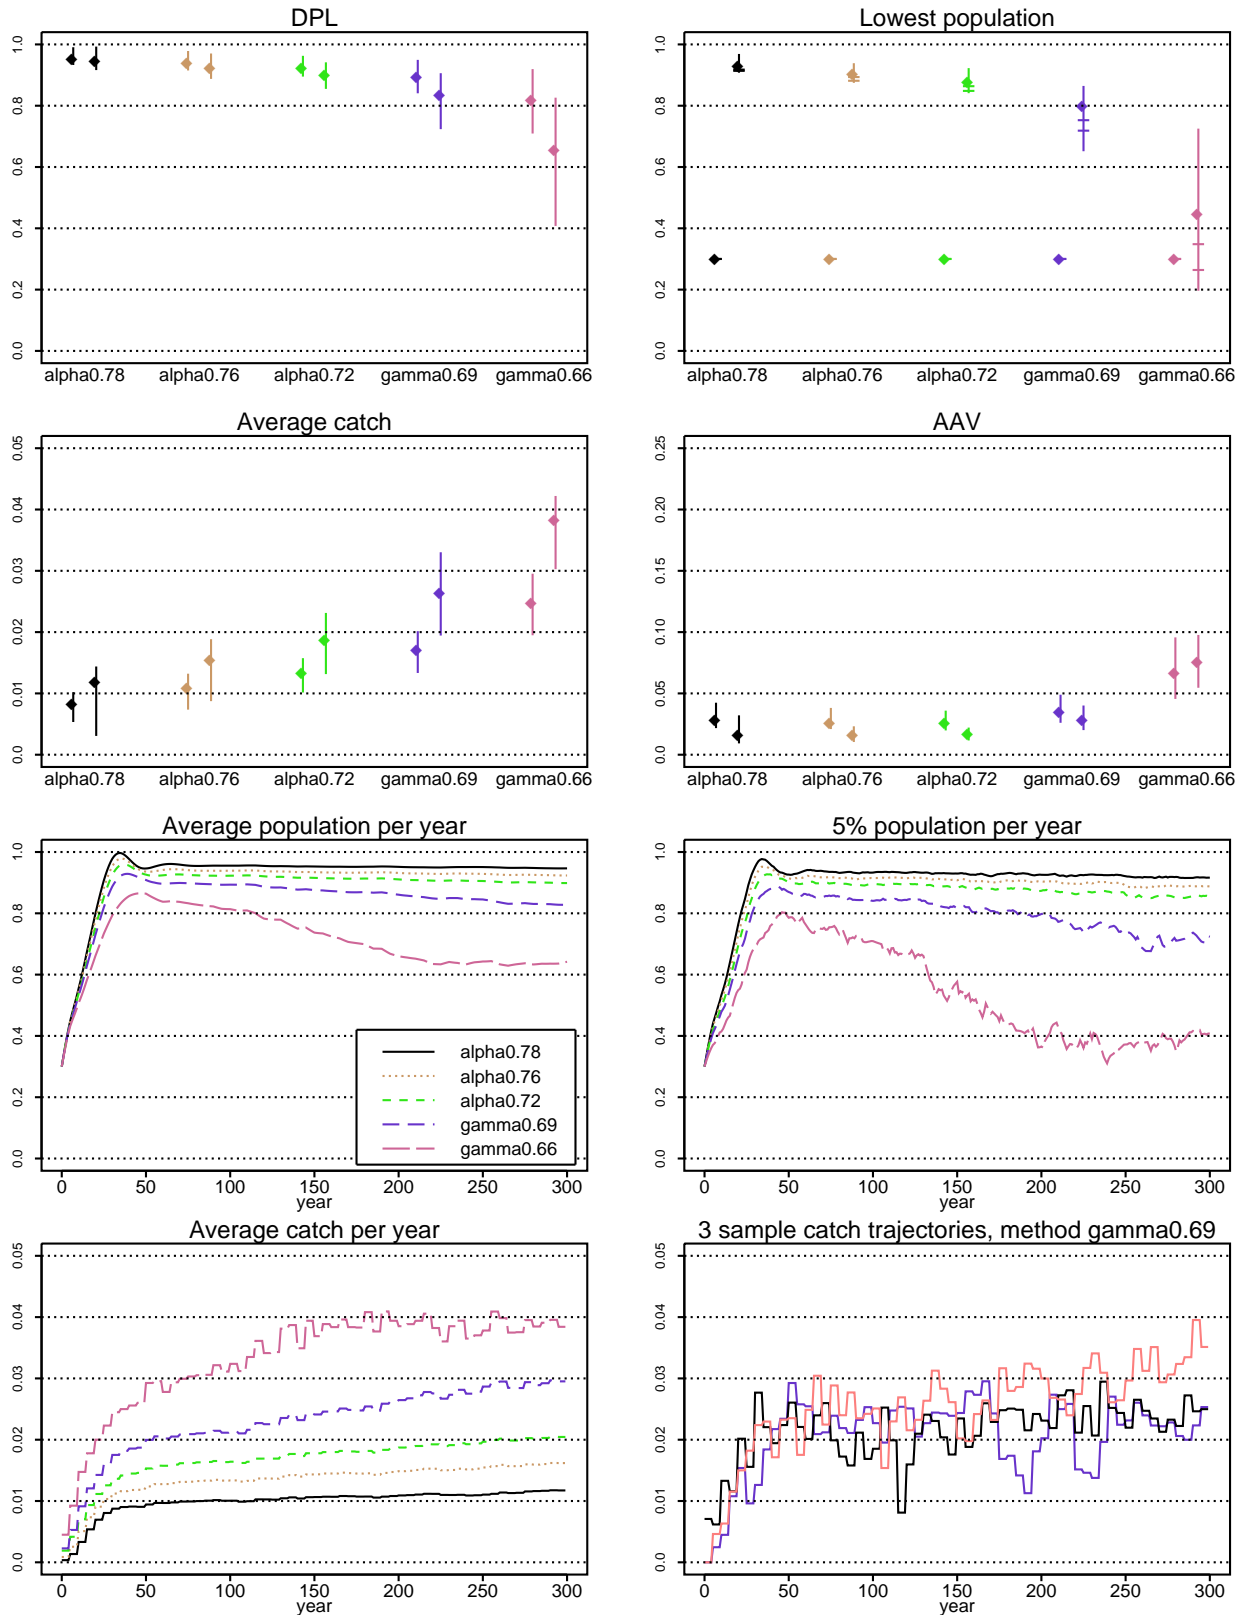 DPL
1.0
0.8
0.6
0.4
0.2
0.0
alpha0.78 alpha0.76 alpha0.72 gamma0.69 gamma0.66
Lowest population
1.0
0.8
0.6
0.4
0.2
0.0
alpha0.78 alpha0.76 alpha0.72 gamma0.69 gamma0.66
Average catch
0.05
0.04
0.03
0.02
0.01
0.0
alpha0.78 alpha0.76 alpha0.72 gamma0.69 gamma0.66
AAV
0.25
0.20
0.15
0.10
0.05
0.0
alpha0.78 alpha0.76 alpha0.72 gamma0.69 gamma0.66
Average population per year
1.0
0.8
0.6
0.4
0.2
0.0
alpha0.78
alpha0.76
alpha0.72
gamma0.69
gamma0.66
0 50 100 150 200 250 300
year
5% population per year
1.0
0.8
0.6
0.4
0.2
0.0
0 50 100 150 200 250 300
year
Average catch per year
0.05
0.04
0.03
0.02
0.01
0.0
0 50 100 150 200 250 300
year
3 sample catch trajectories, method gamma0.69
0.05
0.04
0.03
0.02
0.01
0.0
0 50 100 150 200 250 300
year